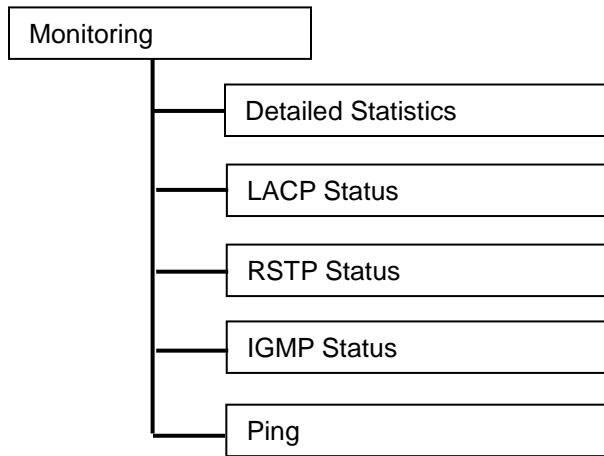 Monitoring
Detailed Statistics
LACP Status
RSTP Status
IGMP Status
Ping